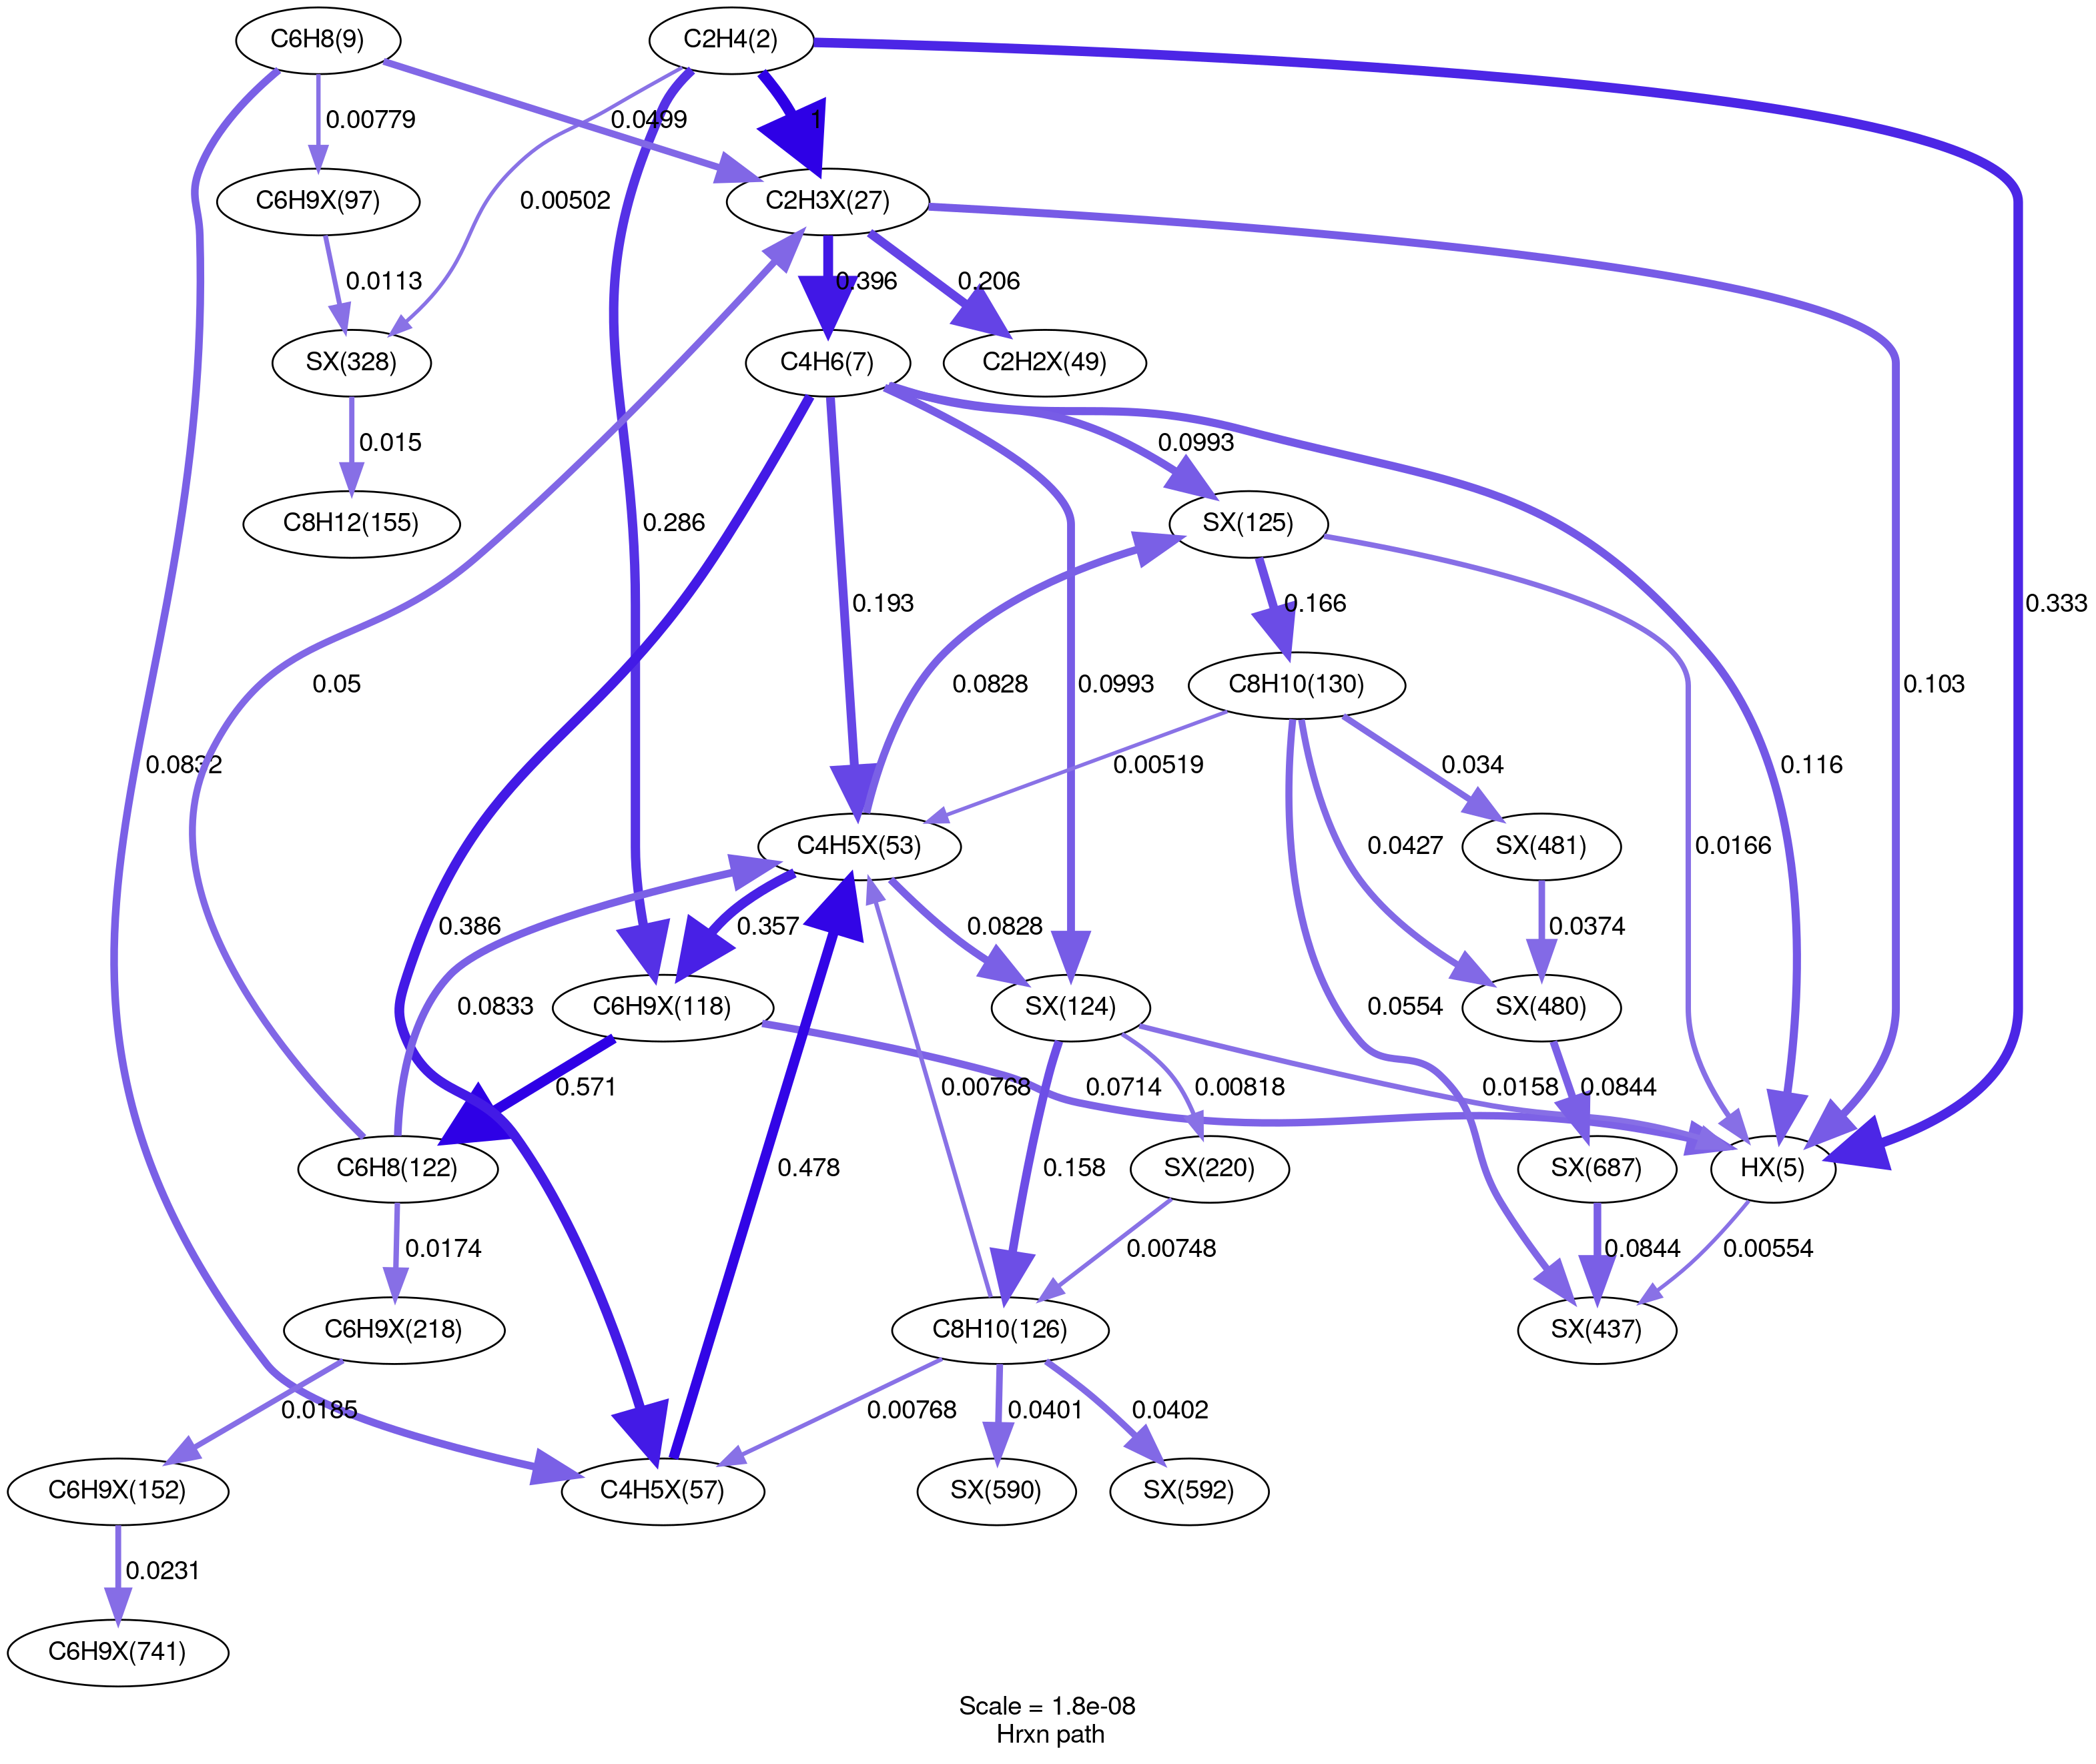 C6H8(9)
C2H4(2)
0.00779
0.0499
1
C6H9X(97)
C2H3X(27)
0.00502
0.0113
0.396
0.206
SX(328)
C4H6(7)
C2H2X(49)
0.015
0.0993
C8H12(155)
0.286
SX(125)
0.193
0.166
0.333
0.05
0.0828
0.0993
C8H10(130)
0.0832
0.00519
0.034
0.116
0.103
C4H5X(53)
0.0427
SX(481)
0.0166
0.386
0.357
0.0828
0.0374
0.0833
C6H9X(118)
SX(124)
0.0554
SX(480)
0.571
0.00768
0.0714
0.00818
0.0158
0.0844
C6H8(122)
0.478
0.158
SX(220)
SX(687)
HX(5)
0.0174
0.00748
0.0844
0.00554
C6H9X(218)
C8H10(126)
SX(437)
0.0185
0.00768
0.0401
0.0402
C6H9X(152)
C4H5X(57)
SX(590)
SX(592)
0.0231
C6H9X(741)
Scale = 1.8e-08
Hrxn path